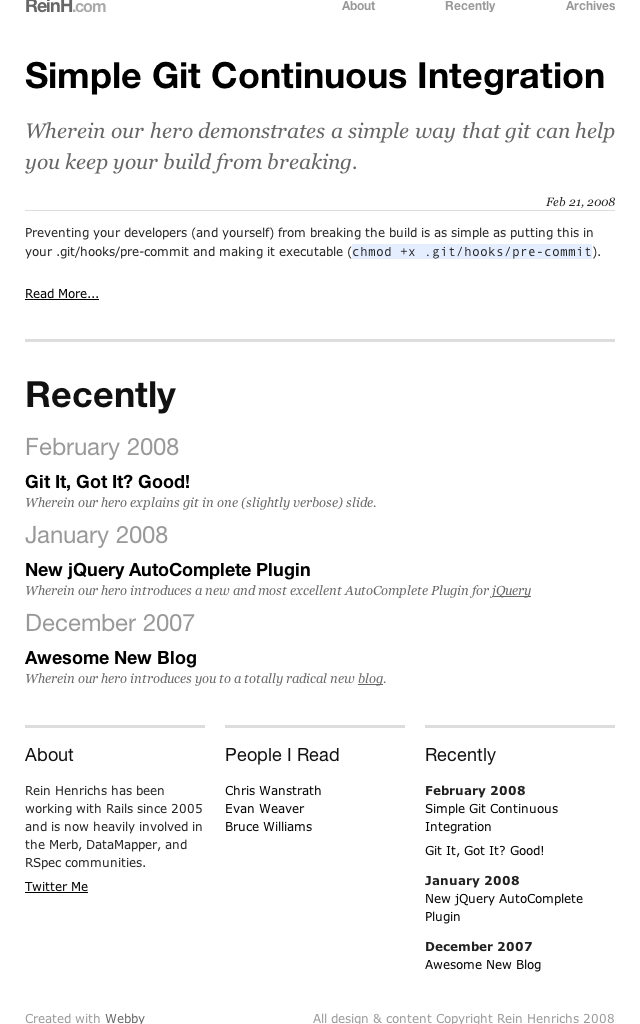 ReinH.com
About Recently Archives
Simple Git Continuous Integration
Wherein our hero demonstrates a simple way that git can help
you keep your build from breaking.
Feb 21, 2008
Preventing your developers (and yourself) from breaking the build is as simple as putting this in
your .git/hooks/pre-commit and making it executable (chmod +x .git/hooks/pre-commit).
Read More...
Recently
February 2008
Git It, Got It? Good!
Wherein our hero explains git in one (slightly verbose) slide.
January 2008
New jQuery AutoComplete Plugin
Wherein our hero introduces a new and most excellent AutoComplete Plugin for jQuery
December 2007
Awesome New Blog
Wherein our hero introduces you to a totally radical new blog.
About
Rein Henrichs has been
working with Rails since 2005
and is now heavily involved in
the Merb, DataMapper, and
RSpec communities.
Twitter Me
People I Read
Chris Wanstrath
Evan Weaver
Bruce Williams
Recently
February 2008
Simple Git Continuous
Integration
Git It, Got It? Good!
January 2008
New jQuery AutoComplete
Plugin
December 2007
Awesome New Blog
Created with Webby
All design & content Copyright Rein Henrichs 2008